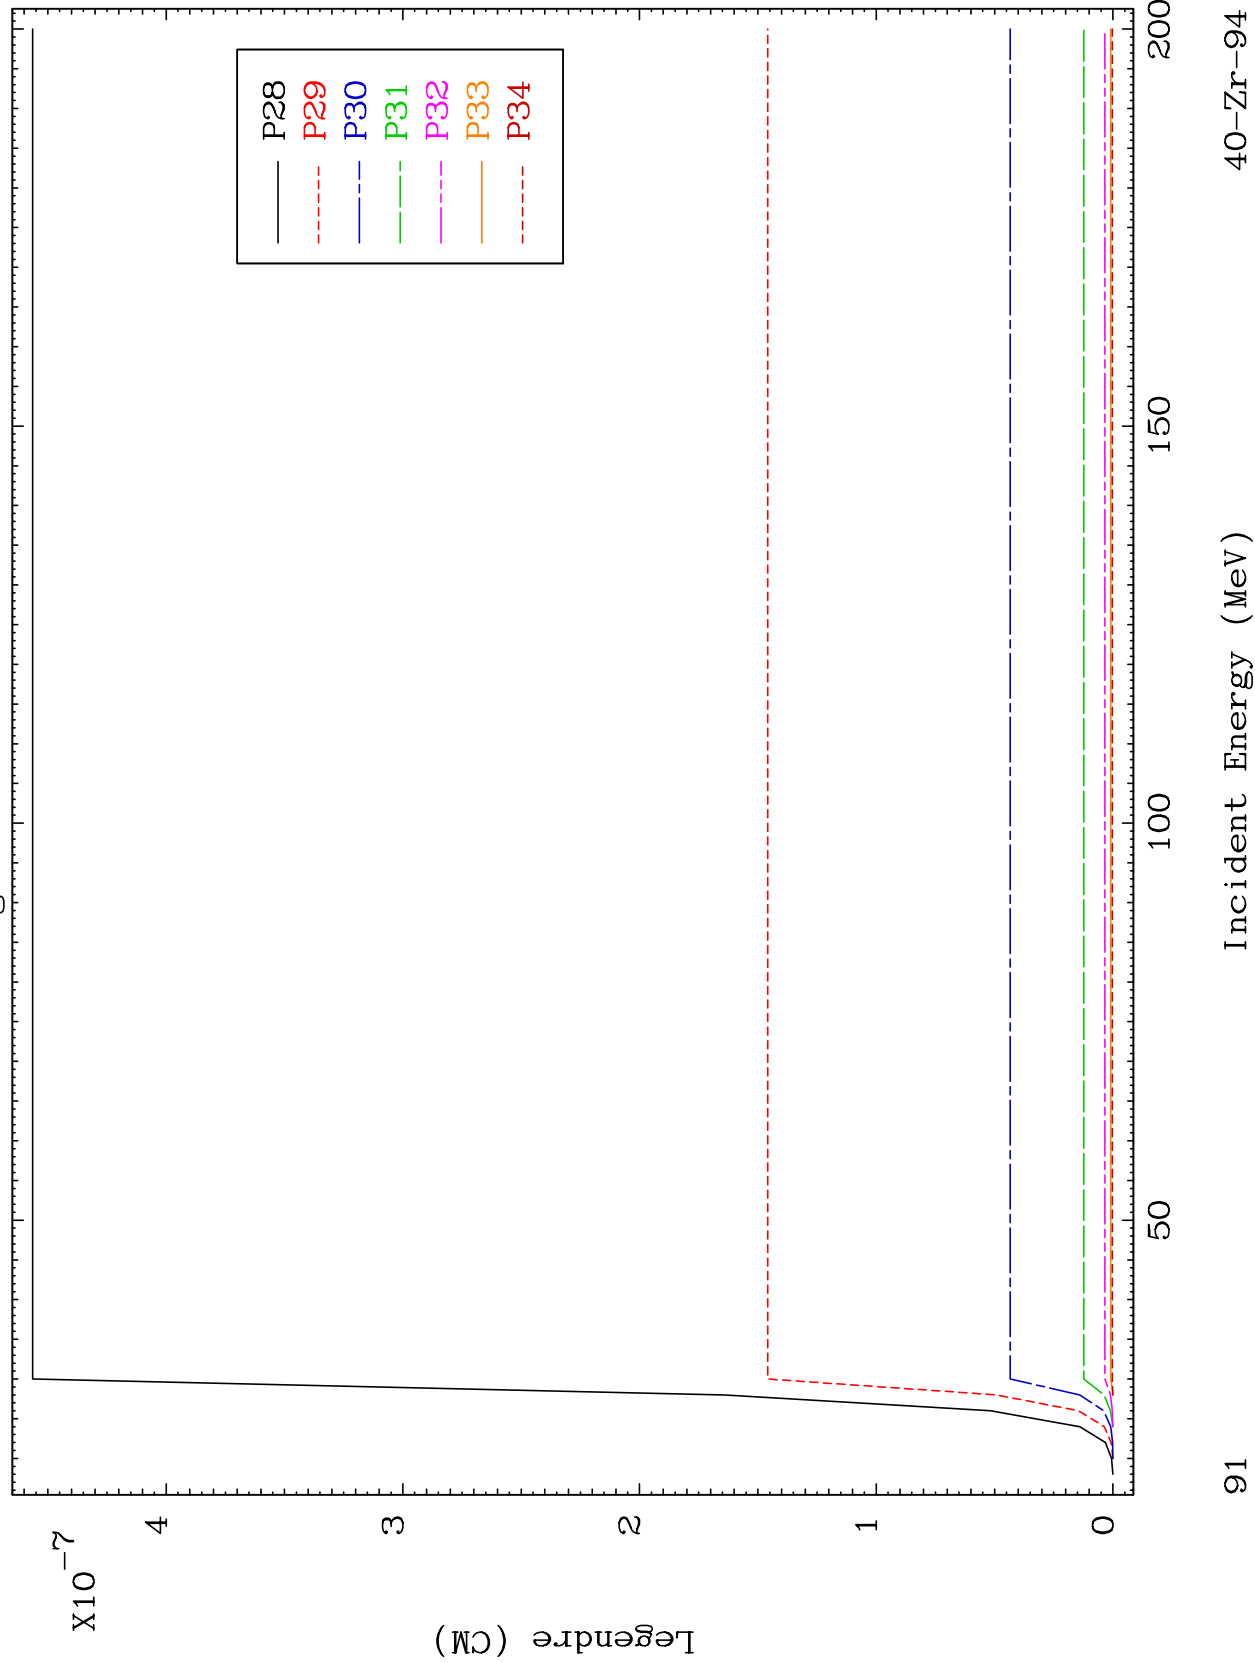 X10-7
Legendre (CM)
4
3
2
1
0
P28
P29
P30
P31
P32
P33
P34
50
100
150
200
91
Incident Energy (MeV)
40-Zr-94